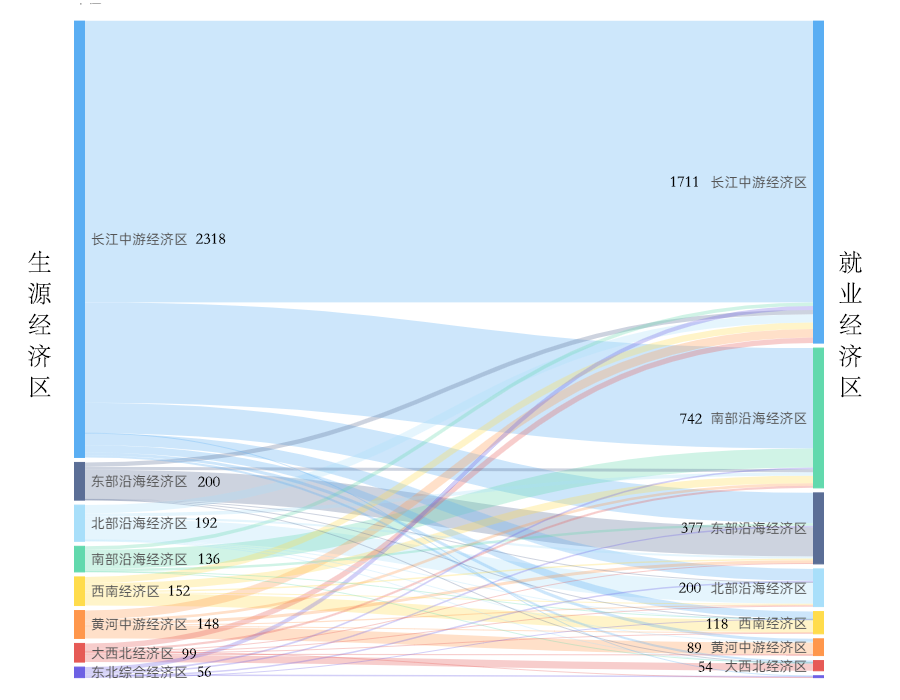 生源经济区
长江中游经济区 2318
东部沿海经济区 200
北部沿海经济区 192
南部沿海经济区 136
西南经济区 152
黄河中游经济区 148
大西北经济区 99
东北综合经济区 56
1711 长江中游经济区
742 南部沿海经济区
377 东部沿海经济区
200 北部沿海经济区
118 西南经济区
89 黄河中游经济区
54 大西北经济区
就业经济区